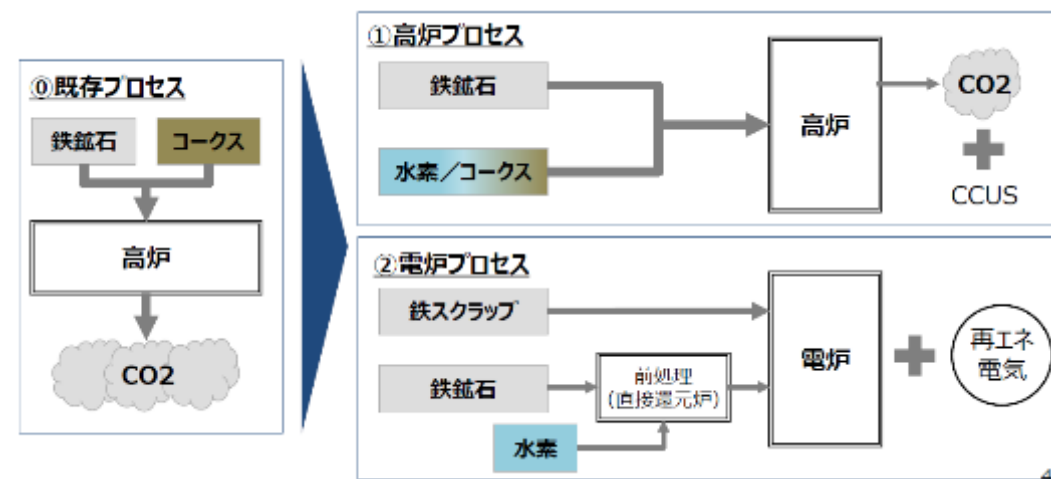 ⓪既存プロセス
鉄鉱石
コークス
高炉
CO2
①高炉プロセス
鉄鉱石
水素／コークス
高炉
CO2
CCUS
②電炉プロセス
鉄スクラップ
鉄鉱石
前処理
(直接還元炉)
水素
電炉
再エネ
電気
4